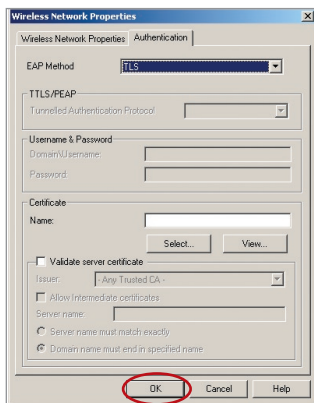 Wireless Network Properties
Wireless Network Properties Authentication
EAP Method TLS
TTLS/PEAP
Tunnelled Authentication Protocol
Username & Password
Domain\Username:
Password:
Certificate
Name:
Select... View...
Validate server certificate
Issuer: - Any Trusted CA -
Allow Intermediate certificates
Server name:
Server name must match exactly
Domain name must end in specified name
OK Cancel Help